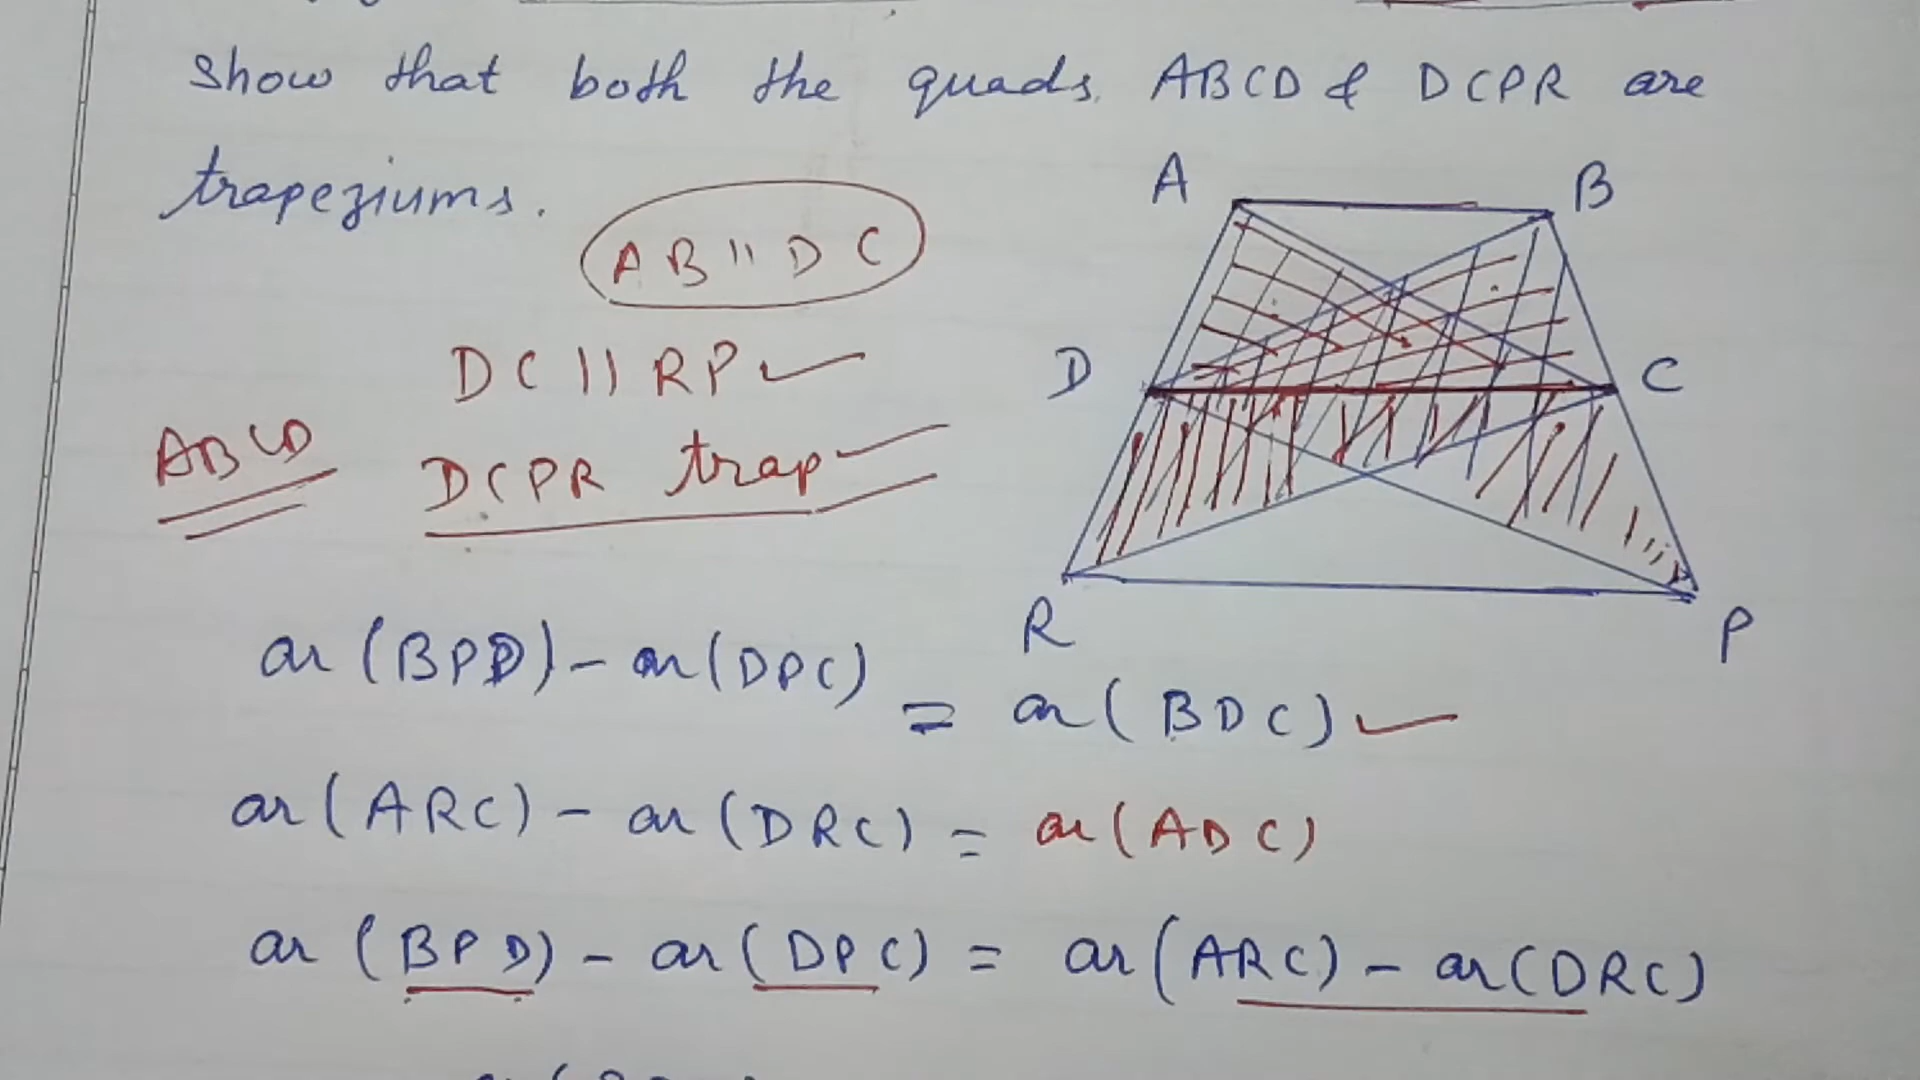 show that both the quads. ABCD & DCPR are
trapeziums.
AB || DC
DC || RP ✓
ABCD
DCPR trap
A
B
D
C
R
P
ar (BPD) - ar (DPC) = ar (BDC) ✓
ar (ARC) - ar (DRC) = ar (ADC)
ar (BPD) - ar (DPC) = ar (ARC) - ar (DRC)